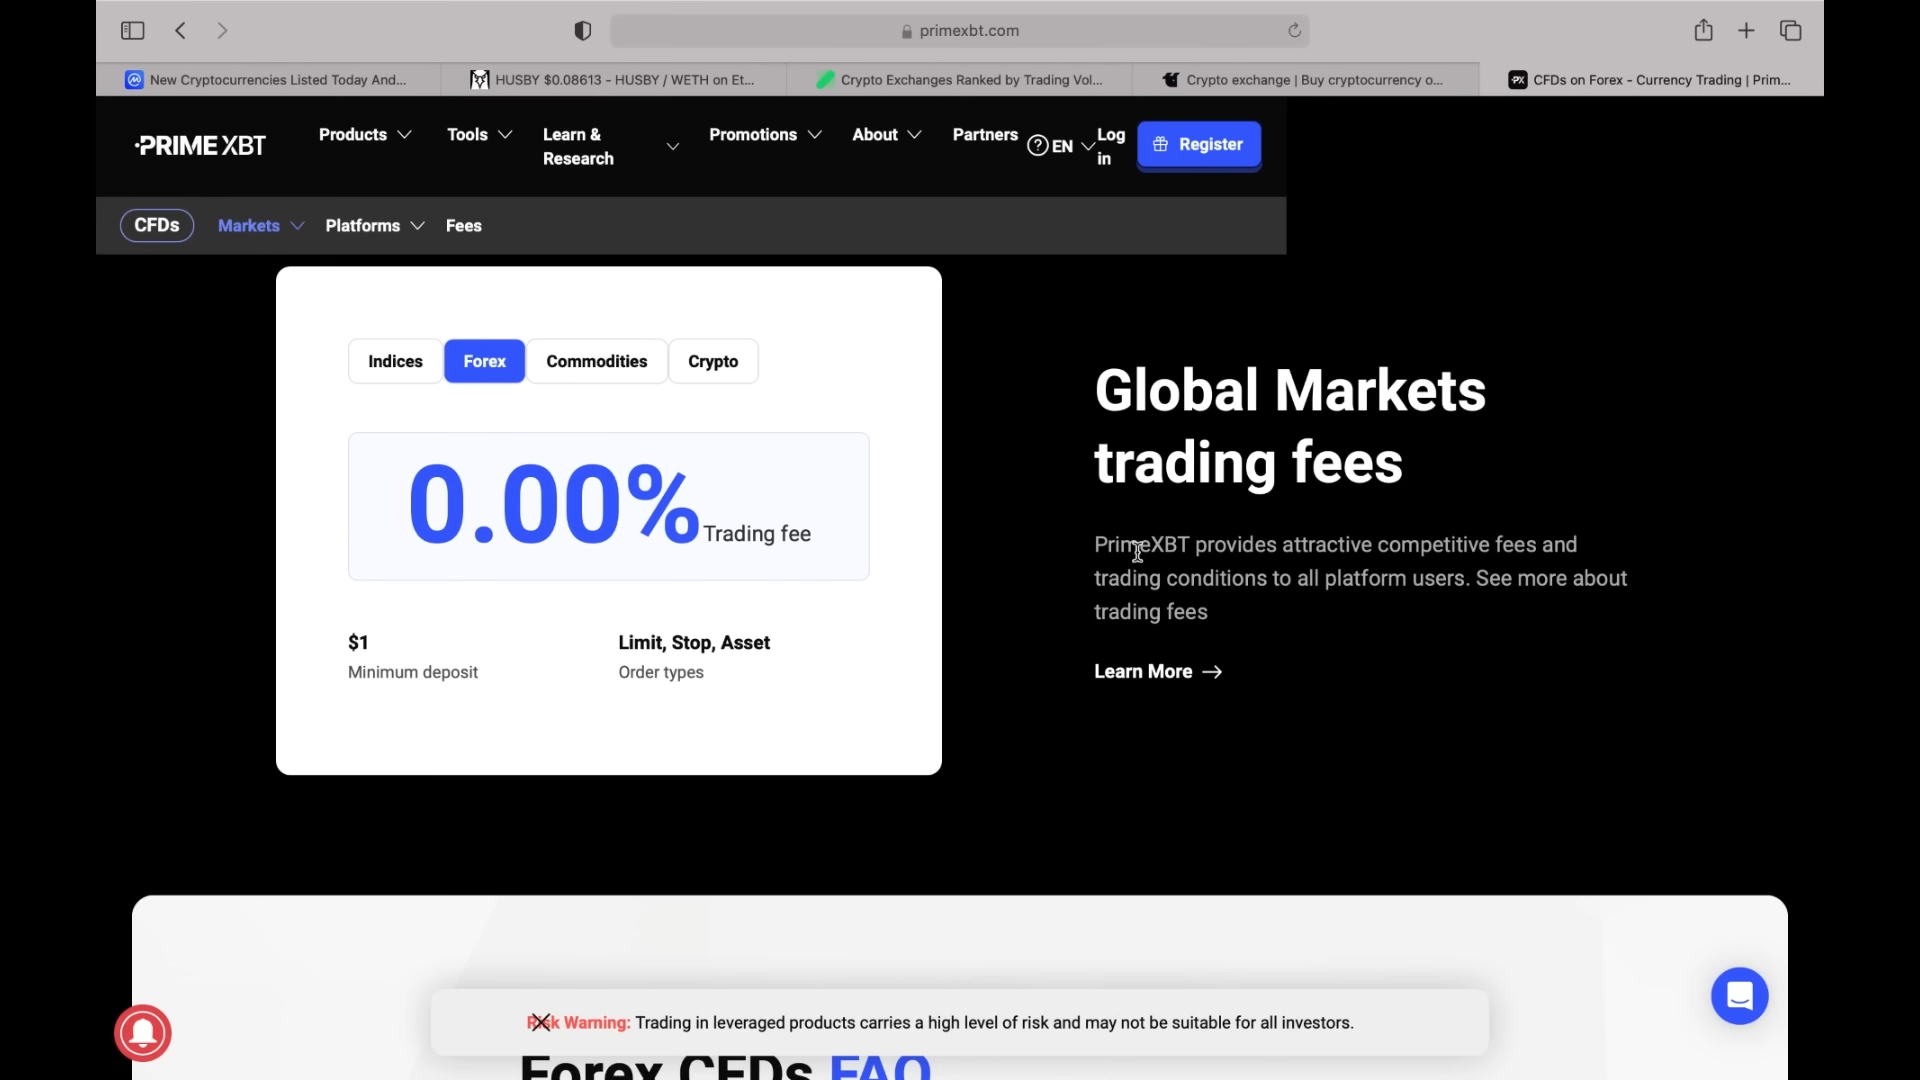 primexbt.com
New Cryptocurrencies Listed Today And...
HUSBY $0.08613 - HUSBY / WETH on Et...
Crypto Exchanges Ranked by Trading Vol...
Crypto exchange | Buy cryptocurrency o...
PX CFDs on Forex - Currency Trading | Prim...
·PRIME XBT
Products
Tools
Learn &
Research
Promotions
About
Partners
? EN
Log
in
Register
CFDs
Markets
Platforms
Fees
Indices
Forex
Commodities
Crypto
0.00% Trading fee
$1
Minimum deposit
Limit, Stop, Asset
Order types
Global Markets
trading fees
PrimeXBT provides attractive competitive fees and
trading conditions to all platform users. See more about
trading fees
Learn More →
Risk Warning: Trading in leveraged products carries a high level of risk and may not be suitable for all investors.
Forex CFDs FAQ